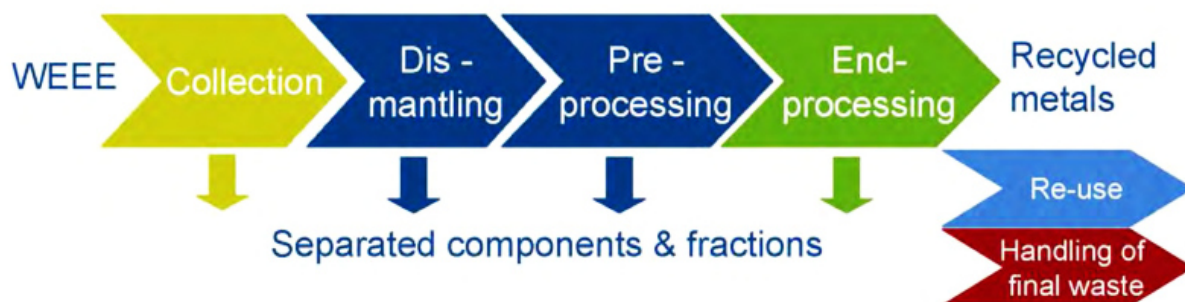 WEEE
Collection
Dis -
mantling
Pre -
processing
End-
processing
Recycled
metals
Separated components & fractions
Re-use
Handling of
final waste